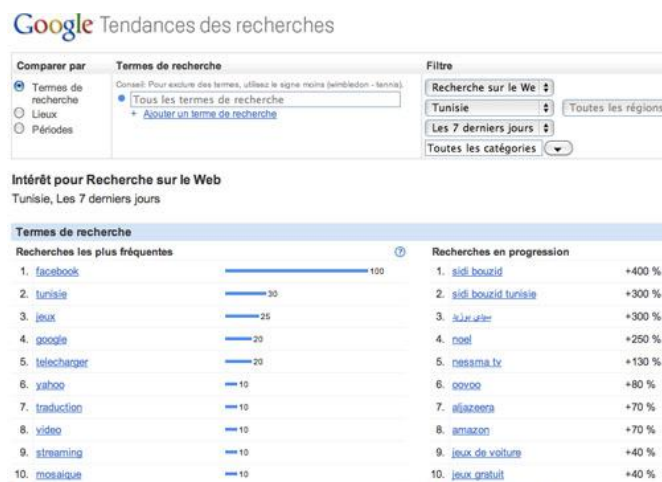 Google Tendances des recherches
Comparer par
Termes de recherche
Filtre
Termes de recherche
Lieux
Périodes
Conseil: Pour exclure des termes, utilisez le signe moins (wimbledon - tennis).
Tous les termes de recherche
+ Ajouter un terme de recherche
Recherche sur le We
Tunisie
Toutes les régions
Les 7 derniers jours
Toutes les catégories
Intérêt pour Recherche sur le Web
Tunisie, Les 7 derniers jours
Termes de recherche
Recherches les plus fréquentes
1. facebook 100
2. tunisie 30
3. jeux 25
4. google 20
5. telecharger 20
6. yahoo 10
7. traduction 10
8. video 10
9. streaming 10
10. mosaique 10
Recherches en progression
1. sidi bouzid +400 %
2. sidi bouzid tunisie +300 %
3. سيدي بوزيد +300 %
4. noel +250 %
5. nessma tv +130 %
6. oovoo +80 %
7. aljazeera +70 %
8. amazon +70 %
9. jeux de voiture +40 %
10. jeux gratuit +40 %